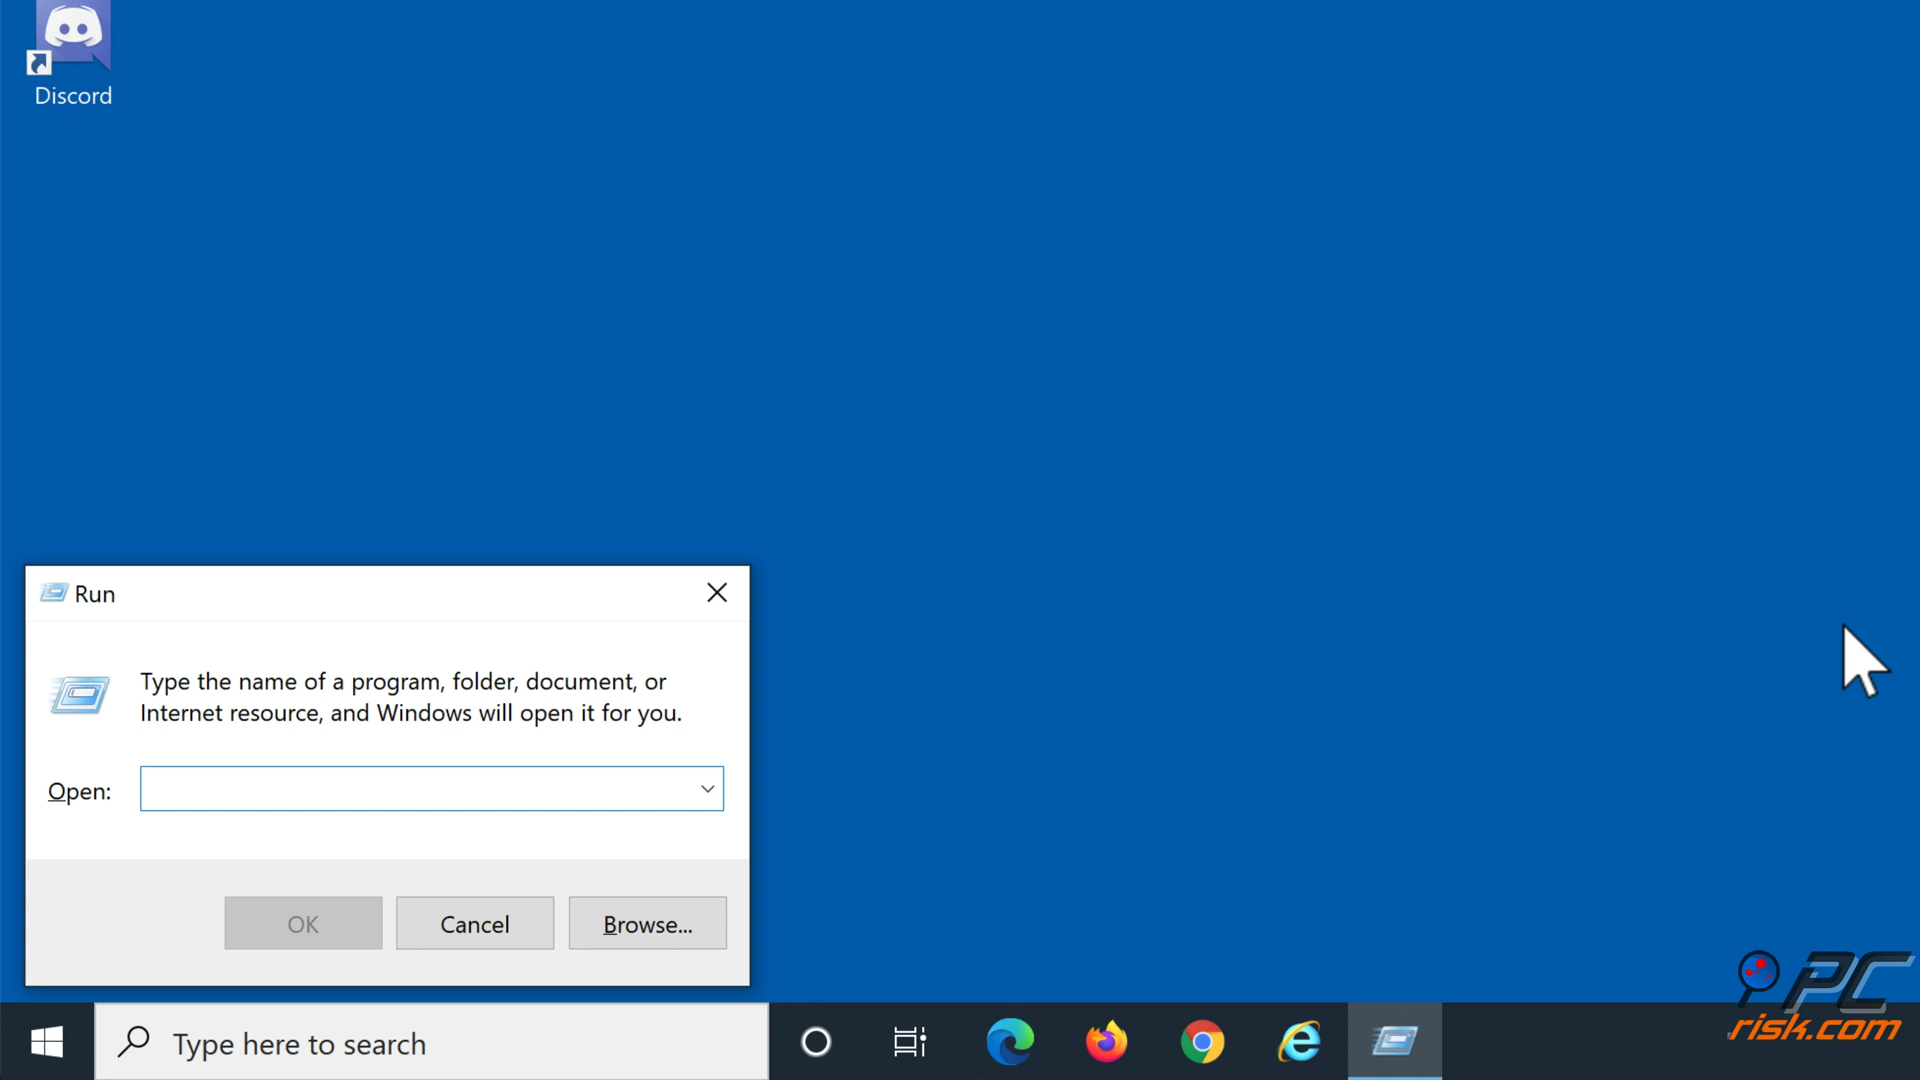 Discord
Run
Type the name of a program, folder, document, or
Internet resource, and Windows will open it for you.
Open:
OK
Cancel
Browse...
Type here to search
PC
risk.com